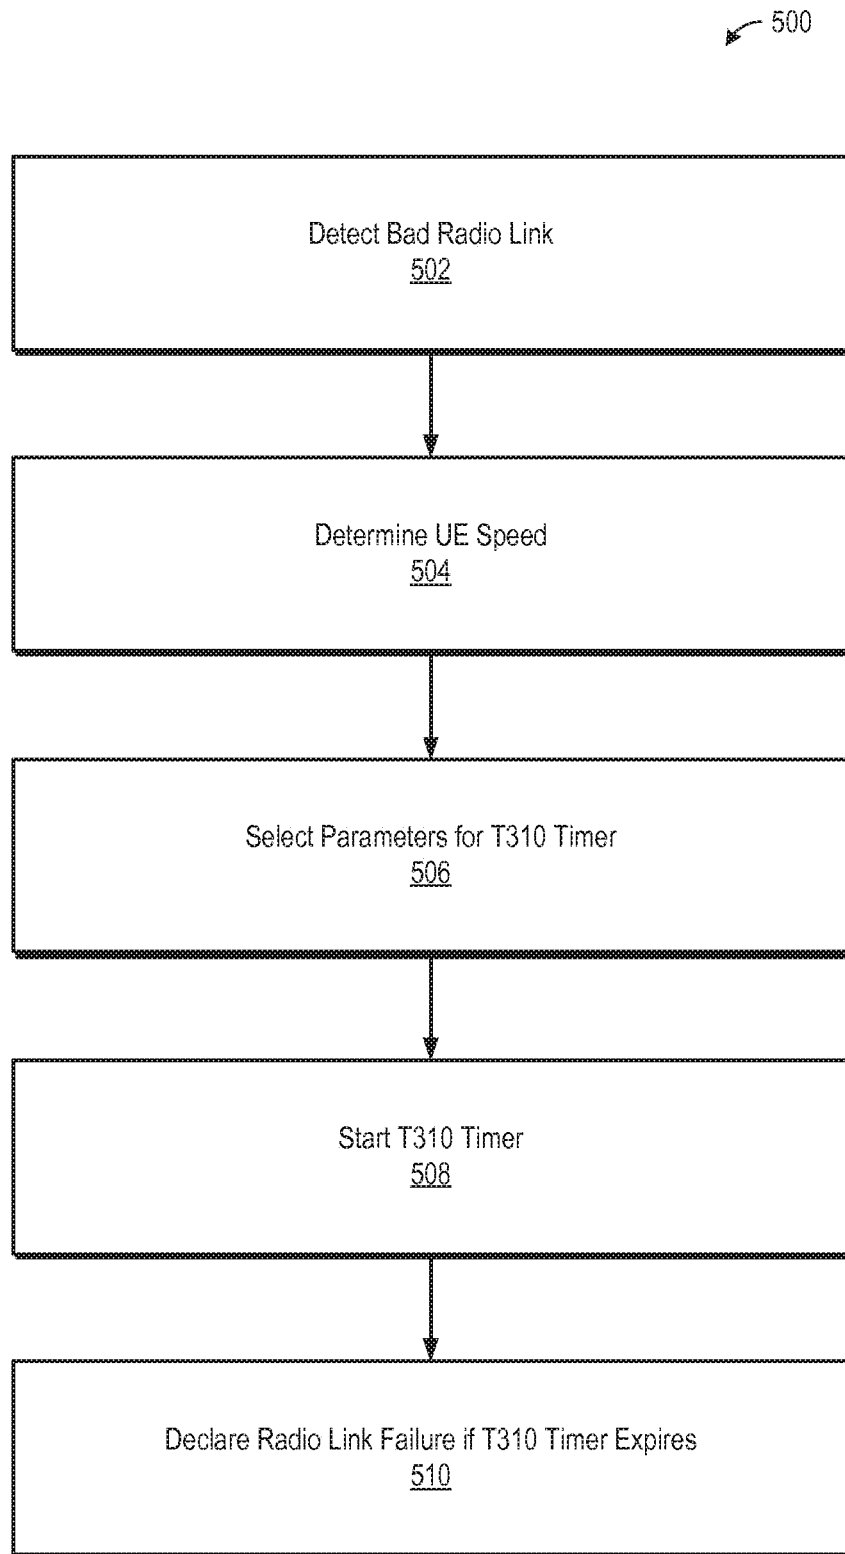 500
Detect Bad Radio Link
502
Determine UE Speed
504
Select Parameters for T310 Timer
506
Start T310 Timer
508
Declare Radio Link Failure if T310 Timer Expires
510